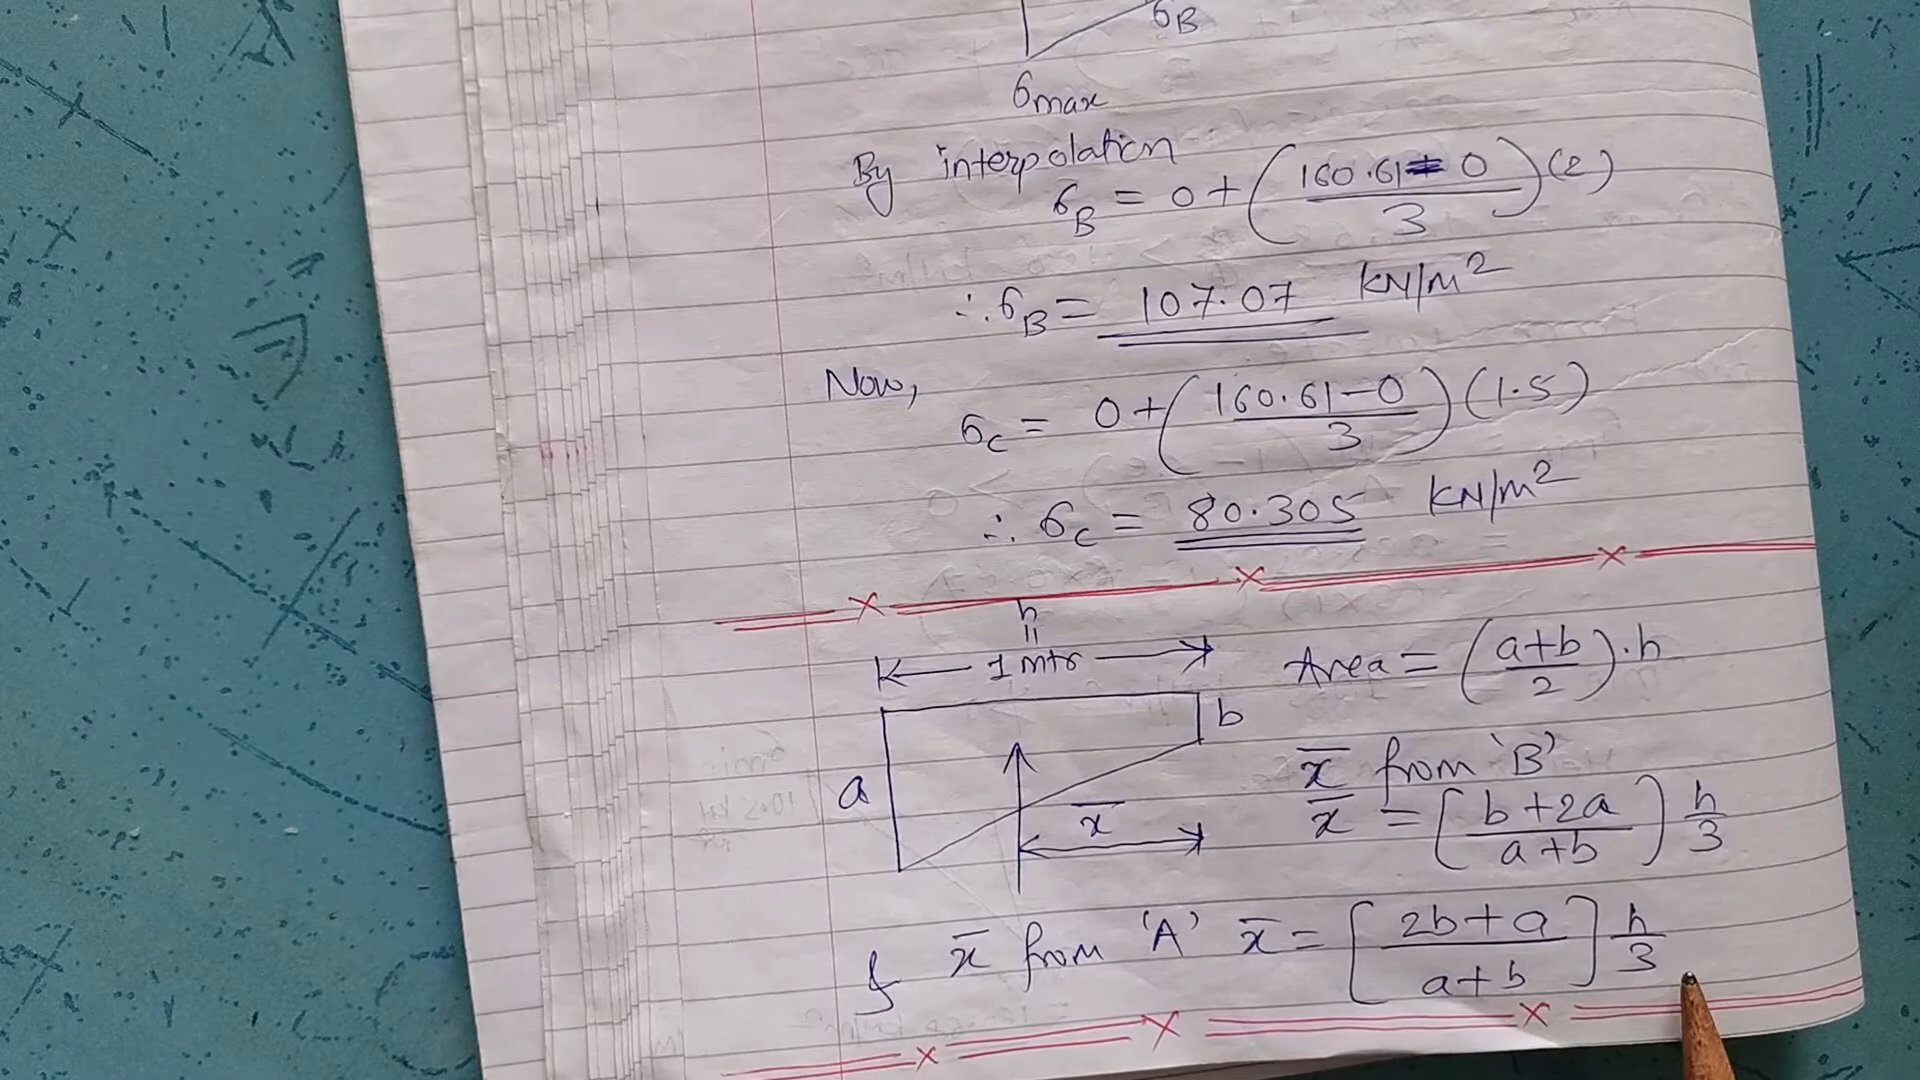 σB
σmax
By interpolation
σB = 0 + (160.61 - 0 / 3) (2)
∴ σB = 107.07 kN/m²
Now,
σc = 0 + (160.61 - 0 / 3) (1.5)
∴ σc = 80.305 kN/m²
h
=
1 mtr
Area = (a+b / 2) . h
b
a
x̄
x̄ from 'B'
x̄ = [b + 2a / a + b] h/3
& x̄ from 'A' x̄ = [2b + a / a + b] h/3